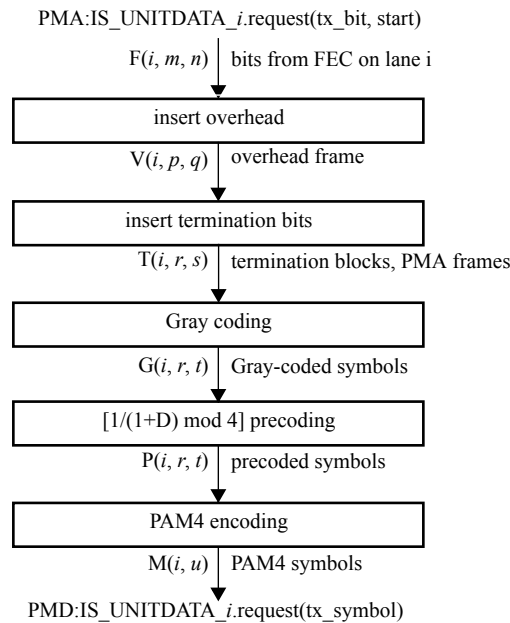 PMA:IS_UNITDATA_i.request(tx_bit, start)
F(i, m, n) bits from FEC on lane i
insert overhead
V(i, p, q) overhead frame
insert termination bits
T(i, r, s) termination blocks, PMA frames
Gray coding
G(i, r, t) Gray-coded symbols
[1/(1+D) mod 4] precoding
P(i, r, t) precoded symbols
PAM4 encoding
M(i, u) PAM4 symbols
PMD:IS_UNITDATA_i.request(tx_symbol)